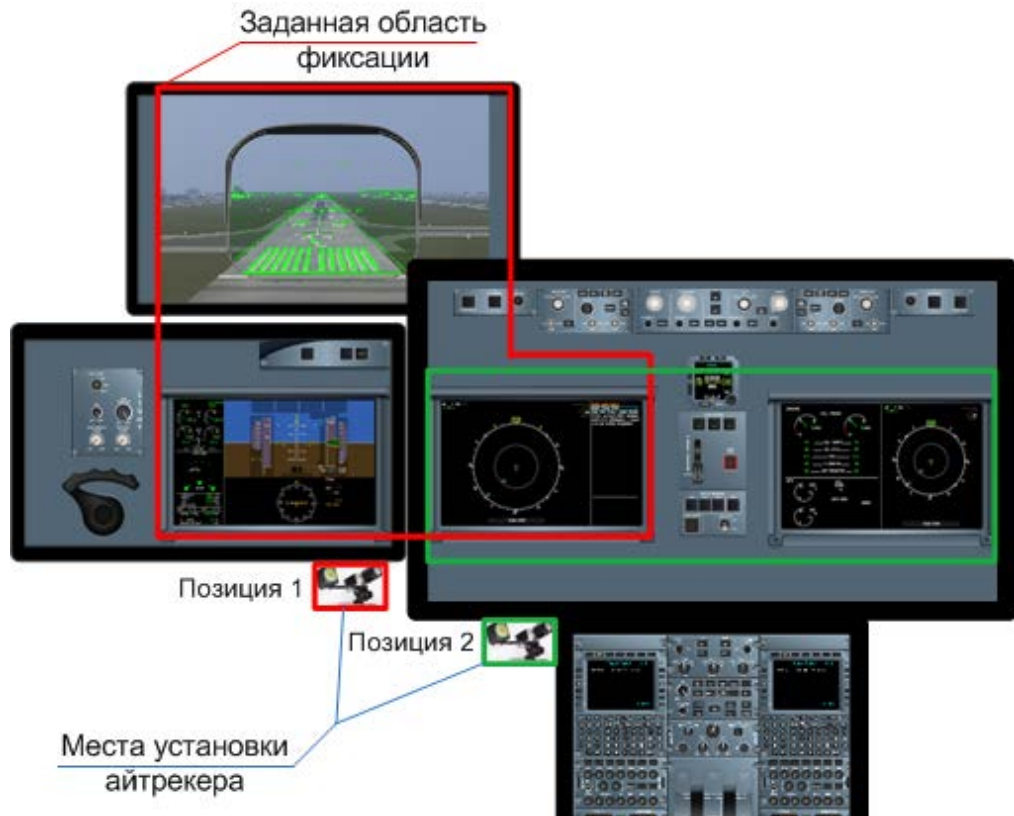 Заданная область
фиксации
Позиция 1
Позиция 2
Места установки
айтрекера